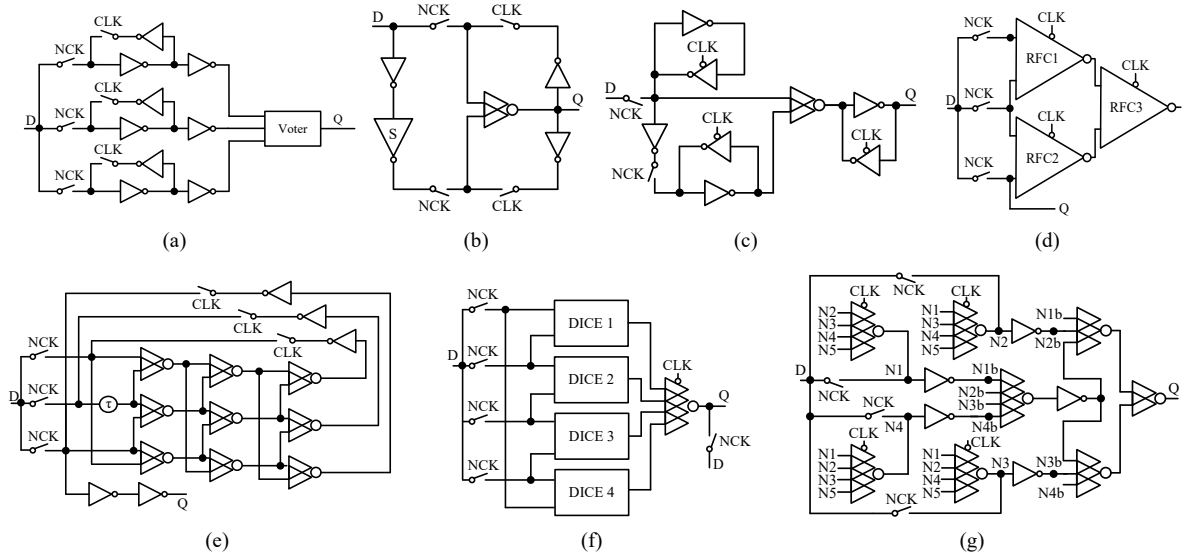 CLK
NCK
CLK
NCK
D
Voter
Q
CLK
NCK
(a)
D
NCK
CLK
S
Q
NCK
CLK
(b)
CLK
D
NCK
CLK
NCK
Q
CLK
(c)
NCK
CLK
RFC1
CLK
D
NCK
CLK
RFC3
RFC2
NCK
Q
(d)
CLK
CLK
NCK
CLK
D
NCK
τ
NCK
Q
(e)
NCK
DICE 1
D
NCK
DICE 2
CLK
Q
NCK
DICE 3
NCK
D
NCK
DICE 4
(f)
NCK
CLK
CLK
N2
N3
N4
N5
N1
N3
N4
N5
N2
N1b
N2b
D
NCK
N1
N1b
N2b
N3b
N4b
Q
NCK
N4
CLK
CLK
N1
N2
N3
N5
N1
N2
N4
N5
N3
N3b
N4b
NCK
(g)